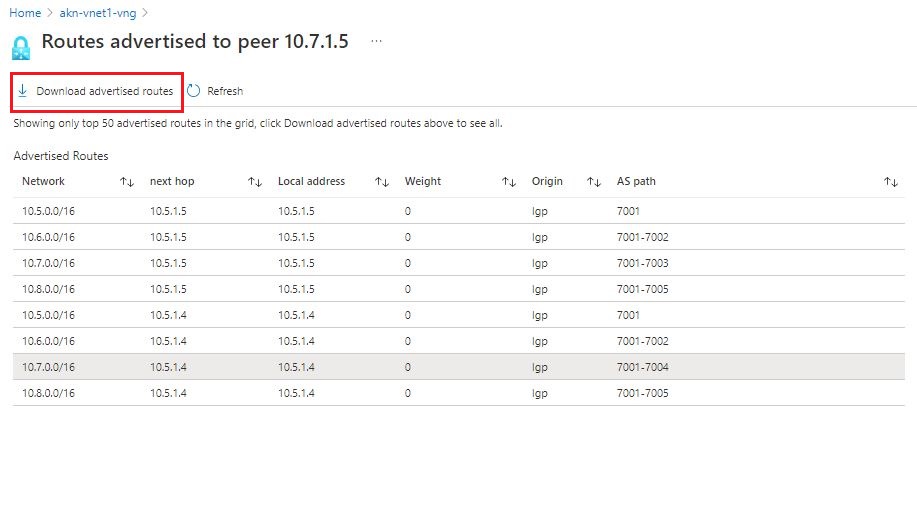 Home > akn-vnet1-vng >
Routes advertised to peer 10.7.1.5 ...
Download advertised routes Refresh
Showing only top 50 advertised routes in the grid, click Download advertised routes above to see all.
Advertised Routes
Network next hop Local address Weight Origin AS path
10.5.0.0/16 10.5.1.5 10.5.1.5 0 Igp 7001
10.6.0.0/16 10.5.1.5 10.5.1.5 0 Igp 7001-7002
10.7.0.0/16 10.5.1.5 10.5.1.5 0 Igp 7001-7003
10.8.0.0/16 10.5.1.5 10.5.1.5 0 Igp 7001-7005
10.5.0.0/16 10.5.1.4 10.5.1.4 0 Igp 7001
10.6.0.0/16 10.5.1.4 10.5.1.4 0 Igp 7001-7002
10.7.0.0/16 10.5.1.4 10.5.1.4 0 Igp 7001-7004
10.8.0.0/16 10.5.1.4 10.5.1.4 0 Igp 7001-7005